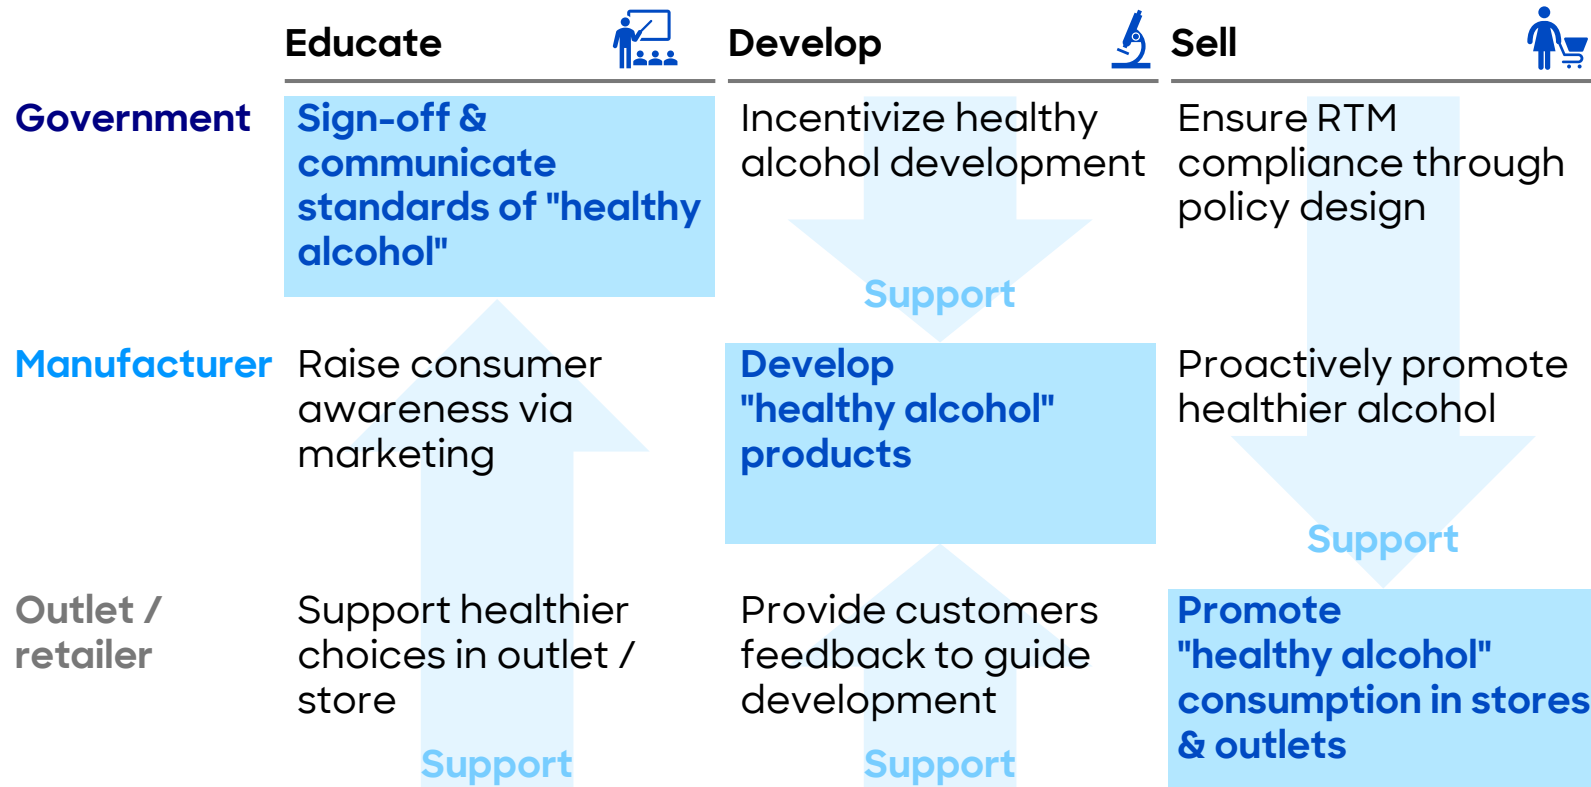 Educate
Develop
Sell
Government
Sign-off &
communicate
standards of "healthy
alcohol"
Incentivize healthy
alcohol development
Support
Ensure RTM
compliance through
policy design
Manufacturer
Raise consumer
awareness via
marketing
Develop
"healthy alcohol"
products
Proactively promote
healthier alcohol
Support
Outlet /
retailer
Support healthier
choices in outlet /
store
Support
Provide customers
feedback to guide
development
Support
Promote
"healthy alcohol"
consumption in stores
& outlets